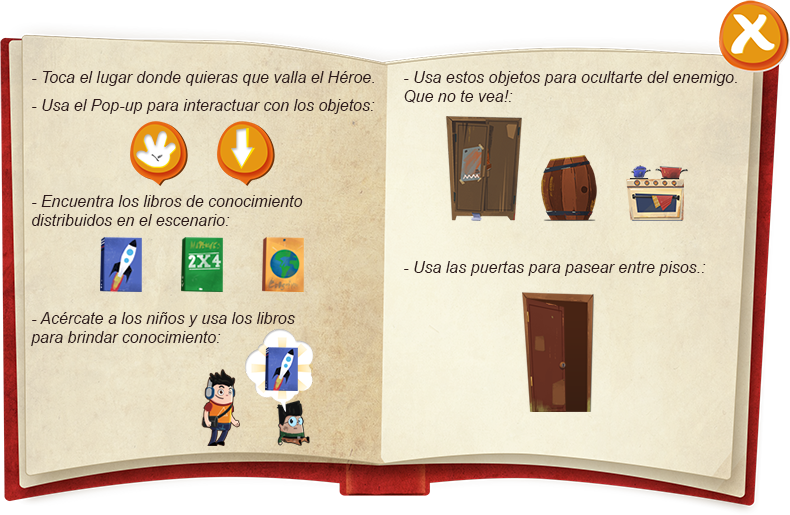 - Toca el lugar donde quieras que valla el Héroe.
- Usa el Pop-up para interactuar con los objetos:
- Encuentra los libros de conocimiento
distribuidos en el escenario:
2X4
- Acércate a los niños y usa los libros
para brindar conocimiento:
- Usa estos objetos para ocultarte del enemigo.
Que no te vea!:
- Usa las puertas para pasear entre pisos.: